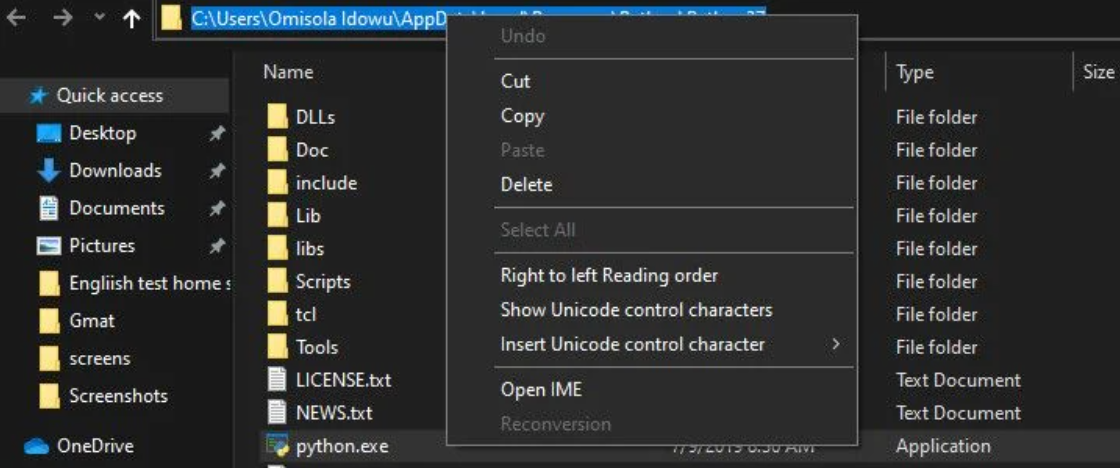 C:\Users\Omisola Idowu\AppData
Undo
Name
Type
Size
Cut
Quick access
Copy
DLLs
File folder
Desktop
Doc
Paste
File folder
Downloads
include
Delete
File folder
Documents
Lib
File folder
Select All
Pictures
libs
File folder
Engliish test home s
Scripts
Right to left Reading order
File folder
Gmat
tcl
Show Unicode control characters
File folder
screens
Tools
Insert Unicode control character
File folder
LICENSE.txt
Text Document
Screenshots
Open IME
NEWS.txt
Text Document
Reconversion
OneDrive
python.exe
Application